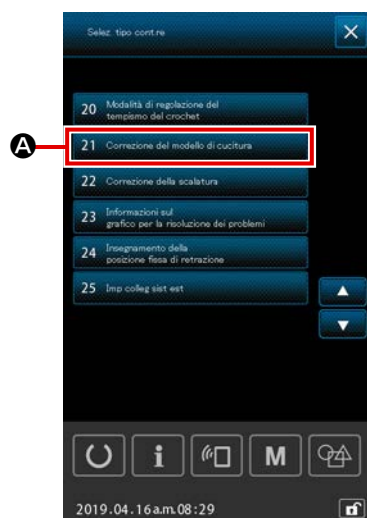 Selez. tipo cont.re
20 Modalità di regolazione del
tempismo del crochet
A
21 Correzione del modello di cucitura
22 Correzione della scalatura
23 Informazioni sul
grafico per la risoluzione dei problemi
24 Insegnamento della
posizione fissa di retrazione
25 Imp colleg sist est
M
2019.04.16 a.m. 08:29